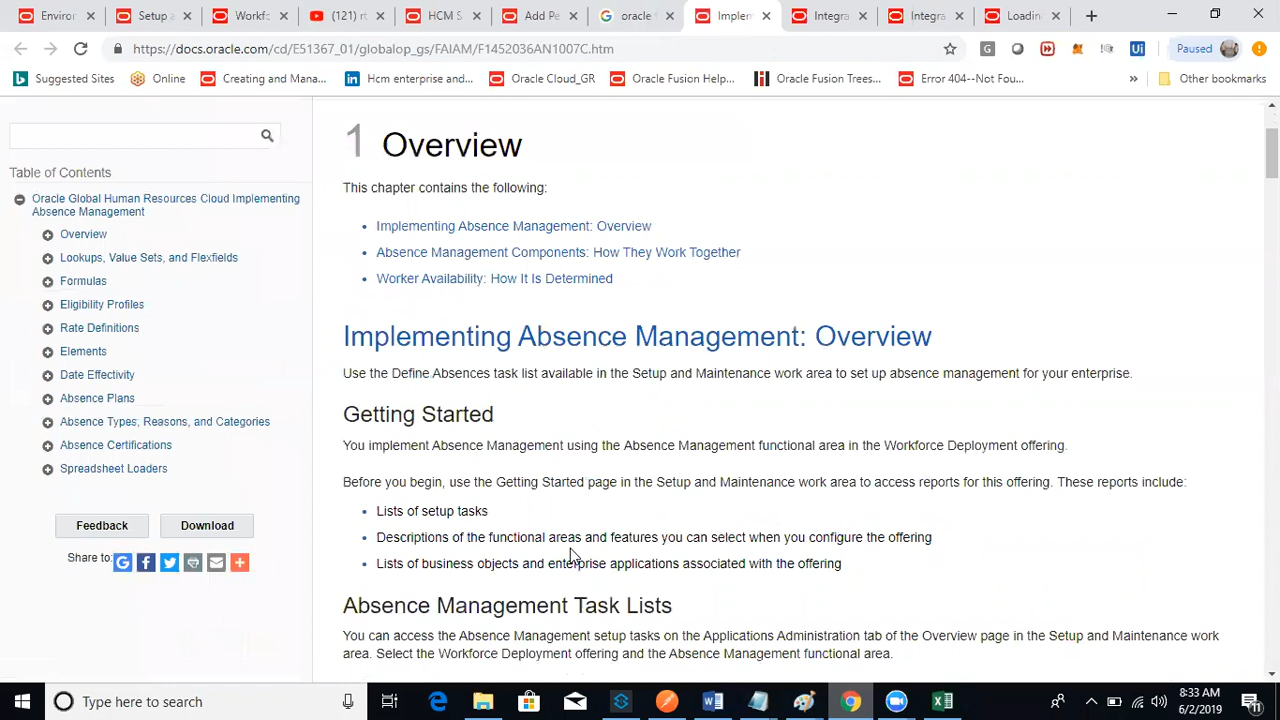 Enviror
Setup a
Workfo
(121) rt
HCM S
Add Pe
oracle
Implem
Integra
Integra
Loadin
https://docs.oracle.com/cd/E51367_01/globalop_gs/FAIAM/F1452036AN1007C.htm
Paused
Suggested Sites
Online
Creating and Mana...
Hcm enterprise and...
Oracle Cloud_GR
Oracle Fusion Help...
Oracle Fusion Trees...
Error 404--Not Fou...
Other bookmarks
Table of Contents
Oracle Global Human Resources Cloud Implementing
Absence Management
Overview
Lookups, Value Sets, and Flexfields
Formulas
Eligibility Profiles
Rate Definitions
Elements
Date Effectivity
Absence Plans
Absence Types, Reasons, and Categories
Absence Certifications
Spreadsheet Loaders
Feedback
Download
Share to:
1 Overview
This chapter contains the following:
• Implementing Absence Management: Overview
• Absence Management Components: How They Work Together
• Worker Availability: How It Is Determined
Implementing Absence Management: Overview
Use the Define Absences task list available in the Setup and Maintenance work area to set up absence management for your enterprise.
Getting Started
You implement Absence Management using the Absence Management functional area in the Workforce Deployment offering.
Before you begin, use the Getting Started page in the Setup and Maintenance work area to access reports for this offering. These reports include:
• Lists of setup tasks
• Descriptions of the functional areas and features you can select when you configure the offering
• Lists of business objects and enterprise applications associated with the offering
Absence Management Task Lists
You can access the Absence Management setup tasks on the Applications Administration tab of the Overview page in the Setup and Maintenance work
area. Select the Workforce Deployment offering and the Absence Management functional area.
Type here to search
8:33 AM
6/2/2019